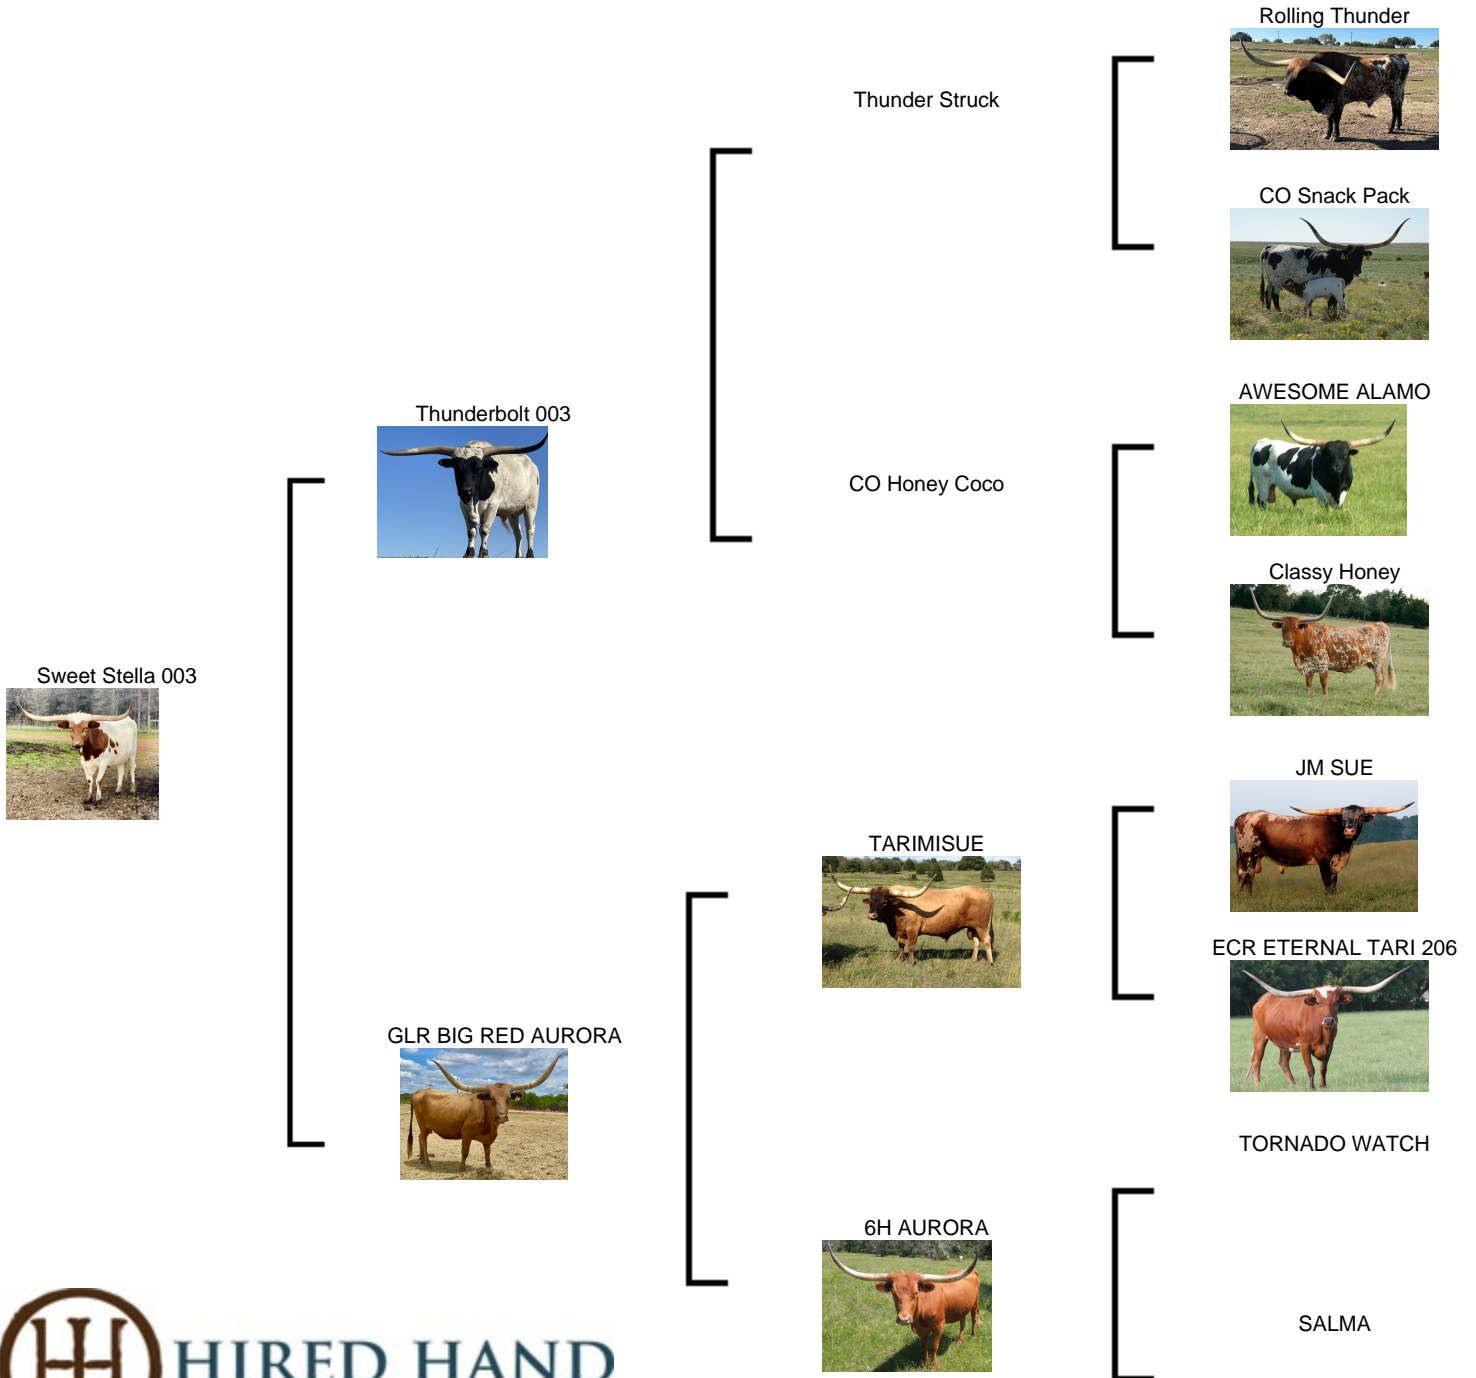 Rolling Thunder
Thunder Struck
CO Snack Pack
AWESOME ALAMO
Thunderbolt 003
CO Honey Coco
Classy Honey
Sweet Stella 003
JM SUE
TARIMISUE
ECR ETERNAL TARI 206
GLR BIG RED AURORA
TORNADO WATCH
6H AURORA
SALMA
HIRED HAND